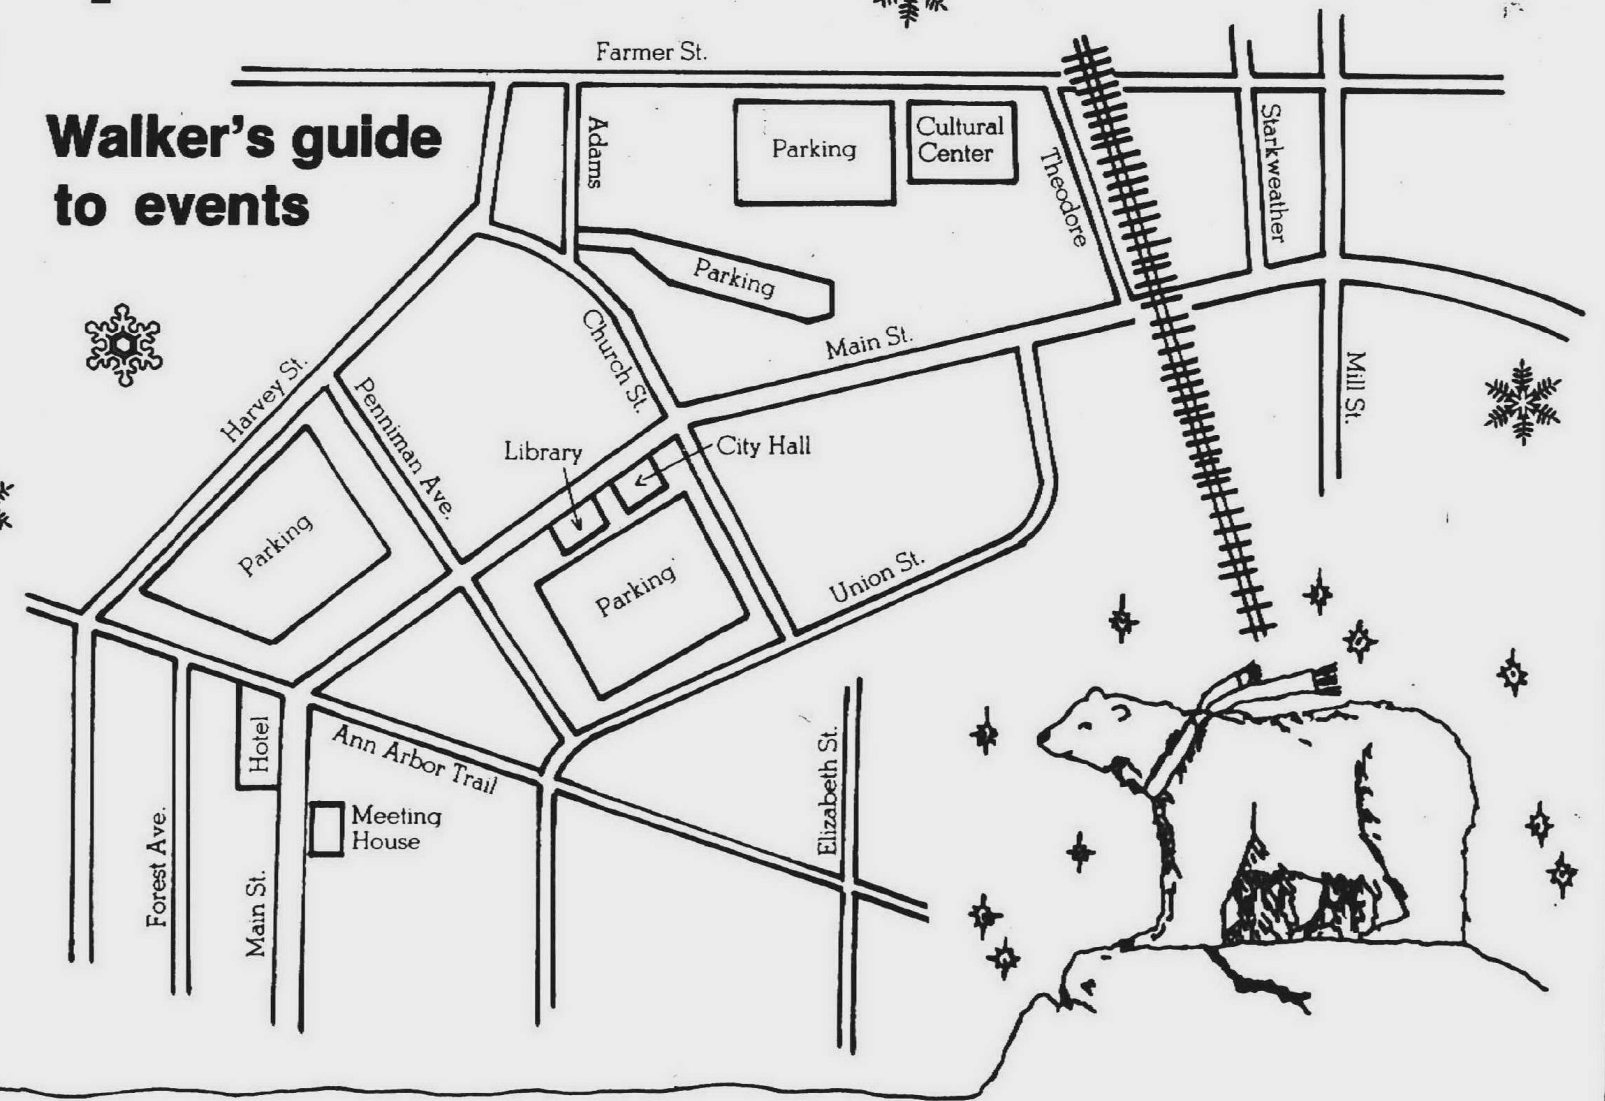 Farmer St.
Walker's guide
to events
Adams
Parking
Cultural
Center
Theodore
Starkweather
Parking
Church St.
Main St.
Harvey St.
Penniman Ave.
Mill St.
Library
City Hall
Parking
Parking
Union St.
Hotel
Ann Arbor Trail
Elizabeth St.
Meeting
House
Forest Ave.
Main St.